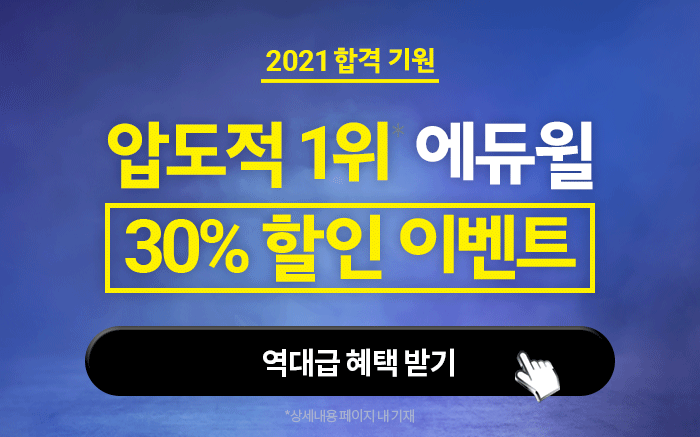 2021 합격 기원
압도적 1위* 에듀윌
30% 할인 이벤트
역대급 혜택 받기
*상세내용 페이지 내 기재